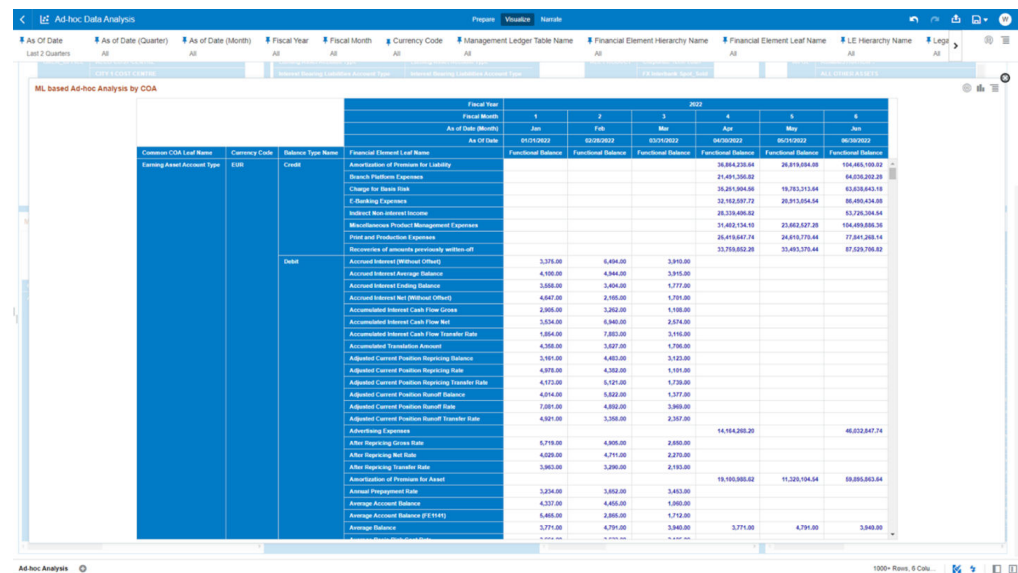 Ad-hoc Data Analysis Prepare Visualize Narrate W
As Of Date As of Date (Quarter) As of Date (Month) Fiscal Year Fiscal Month Currency Code Management Ledger Table Name Financial Element Hierarchy Name Financial Element Leaf Name LE Hierarchy Name Lega
Last 2 Quarters All All All All All All All All All All
ML based Ad-hoc Analysis by COA
Fiscal Year 2022
Fiscal Month 1 2 3 4 5 6
As of Date (Month) Jan Feb Mar Apr May Jun
As Of Date 01/31/2022 02/28/2022 03/31/2022 04/30/2022 05/31/2022 06/30/2022
Common COA Leaf Name Currency Code Balance Type Name Financial Element Leaf Name Functional Balance Functional Balance Functional Balance Functional Balance Functional Balance Functional Balance
Earning Asset Account Type EUR Credit Amortization of Premium for Liability 36,864,235.64 26,819,084.08 104,465,100.02
Branch Platform Expenses 21,491,356.82 64,036,202.28
Charge for Basis Risk 35,281,904.56 19,783,313.64 63,638,643.18
E-Banking Expenses 32,162,597.72 28,913,054.54 86,490,434.08
Indirect Non-interest Income 28,339,406.82 53,726,304.54
Miscellaneous Product Management Expenses 31,402,134.10 23,662,527.28 104,499,886.36
Print and Production Expenses 26,419,647.74 24,618,770.44 77,841,268.14
Recoveries of amounts previously written-off 33,759,852.28 33,493,370.44 87,529,786.82
Debit Accrued Interest (Without Offset) 3,375.00 6,494.00 3,910.00
Accrued Interest Average Balance 4,100.00 4,944.00 3,915.00
Accrued Interest Ending Balance 3,558.00 3,404.00 1,777.00
Accrued Interest Net (Without Offset) 4,647.00 2,165.00 1,701.00
Accumulated Interest Cash Flow Gross 2,906.00 3,262.00 1,108.00
Accumulated Interest Cash Flow Net 3,534.00 6,940.00 2,574.00
Accumulated Interest Cash Flow Transfer Rate 1,864.00 7,883.00 3,116.00
Accumulated Translation Amount 4,358.00 3,627.00 1,706.00
Adjusted Current Position Repricing Balance 3,161.00 4,483.00 3,123.00
Adjusted Current Position Repricing Rate 4,978.00 4,352.00 1,101.00
Adjusted Current Position Repricing Transfer Rate 4,173.00 5,121.00 1,739.00
Adjusted Current Position Runoff Balance 4,014.00 5,822.00 1,377.00
Adjusted Current Position Runoff Rate 7,081.00 4,892.00 3,969.00
Adjusted Current Position Runoff Transfer Rate 4,921.00 3,358.00 2,357.00
Advertising Expenses 14,164,265.20 46,032,847.74
After Repricing Gross Rate 5,719.00 4,906.00 2,850.00
After Repricing Net Rate 4,029.00 4,711.00 2,270.00
After Repricing Transfer Rate 3,963.00 3,290.00 2,193.00
Amortization of Premium for Asset 19,100,988.02 11,320,104.54 59,895,863.64
Annual Prepayment Rate 3,234.00 3,652.00 3,453.00
Average Account Balance 4,337.00 4,455.00 1,060.00
Average Account Balance (FE1141) 6,465.00 2,865.00 1,712.00
Average Balance 3,771.00 4,791.00 3,940.00 3,771.00 4,791.00 3,940.00
Ad-hoc Analysis 1000+ Rows, 6 Colu...